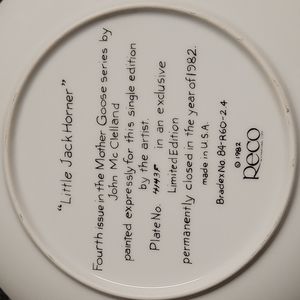 "Little Jack Horner"
Fourth issue in the Mother Goose series by
John McClelland
painted expressly for this single edition
by the artist.
Plate No. in an exclusive
Limited Edition
permanently closed in the year of 1982.
made in U.S.A.
Bradex No. 84-R60-2.4
© 1982
Reco